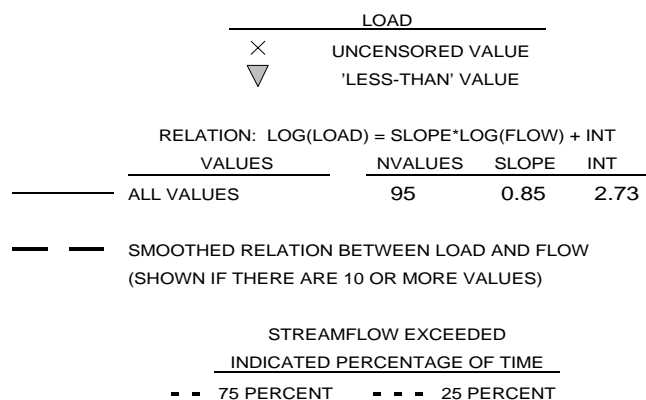 LOAD
UNCENSORED VALUE
'LESS-THAN' VALUE
RELATION: LOG(LOAD) = SLOPE*LOG(FLOW) + INT
VALUES NVALUES SLOPE INT
ALL VALUES 95 0.85 2.73
SMOOTHED RELATION BETWEEN LOAD AND FLOW
(SHOWN IF THERE ARE 10 OR MORE VALUES)
STREAMFLOW EXCEEDED
INDICATED PERCENTAGE OF TIME
75 PERCENT 25 PERCENT